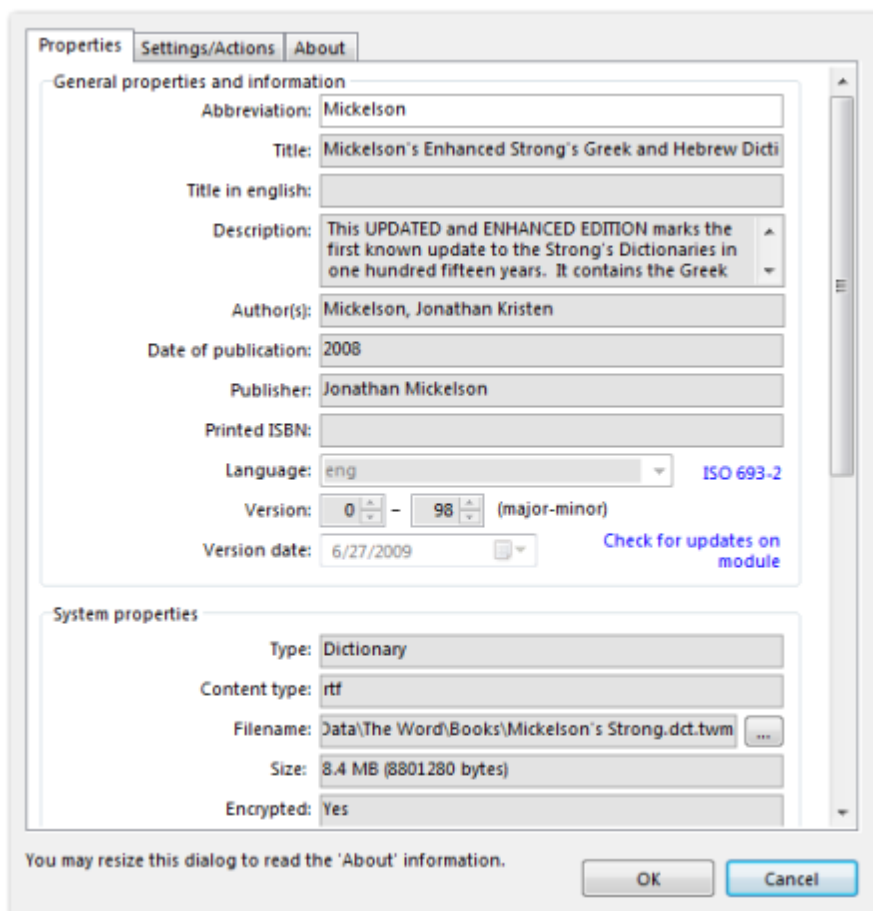 Properties Settings/Actions About
General properties and information
Abbreviation: Mickelson
Title: Mickelson's Enhanced Strong's Greek and Hebrew Dicti
Title in english:
Description: This UPDATED and ENHANCED EDITION marks the
first known update to the Strong's Dictionaries in
one hundred fifteen years. It contains the Greek
Author(s): Mickelson, Jonathan Kristen
Date of publication: 2008
Publisher: Jonathan Mickelson
Printed ISBN:
Language: eng ISO 693-2
Version: 0 - 98 (major-minor)
Version date: 6/27/2009 Check for updates on
module
System properties
Type: Dictionary
Content type: rtf
Filename: Data\The Word\Books\Mickelson's Strong.dct.twm ...
Size: 8.4 MB (8801280 bytes)
Encrypted: Yes
You may resize this dialog to read the 'About' information.
OK Cancel